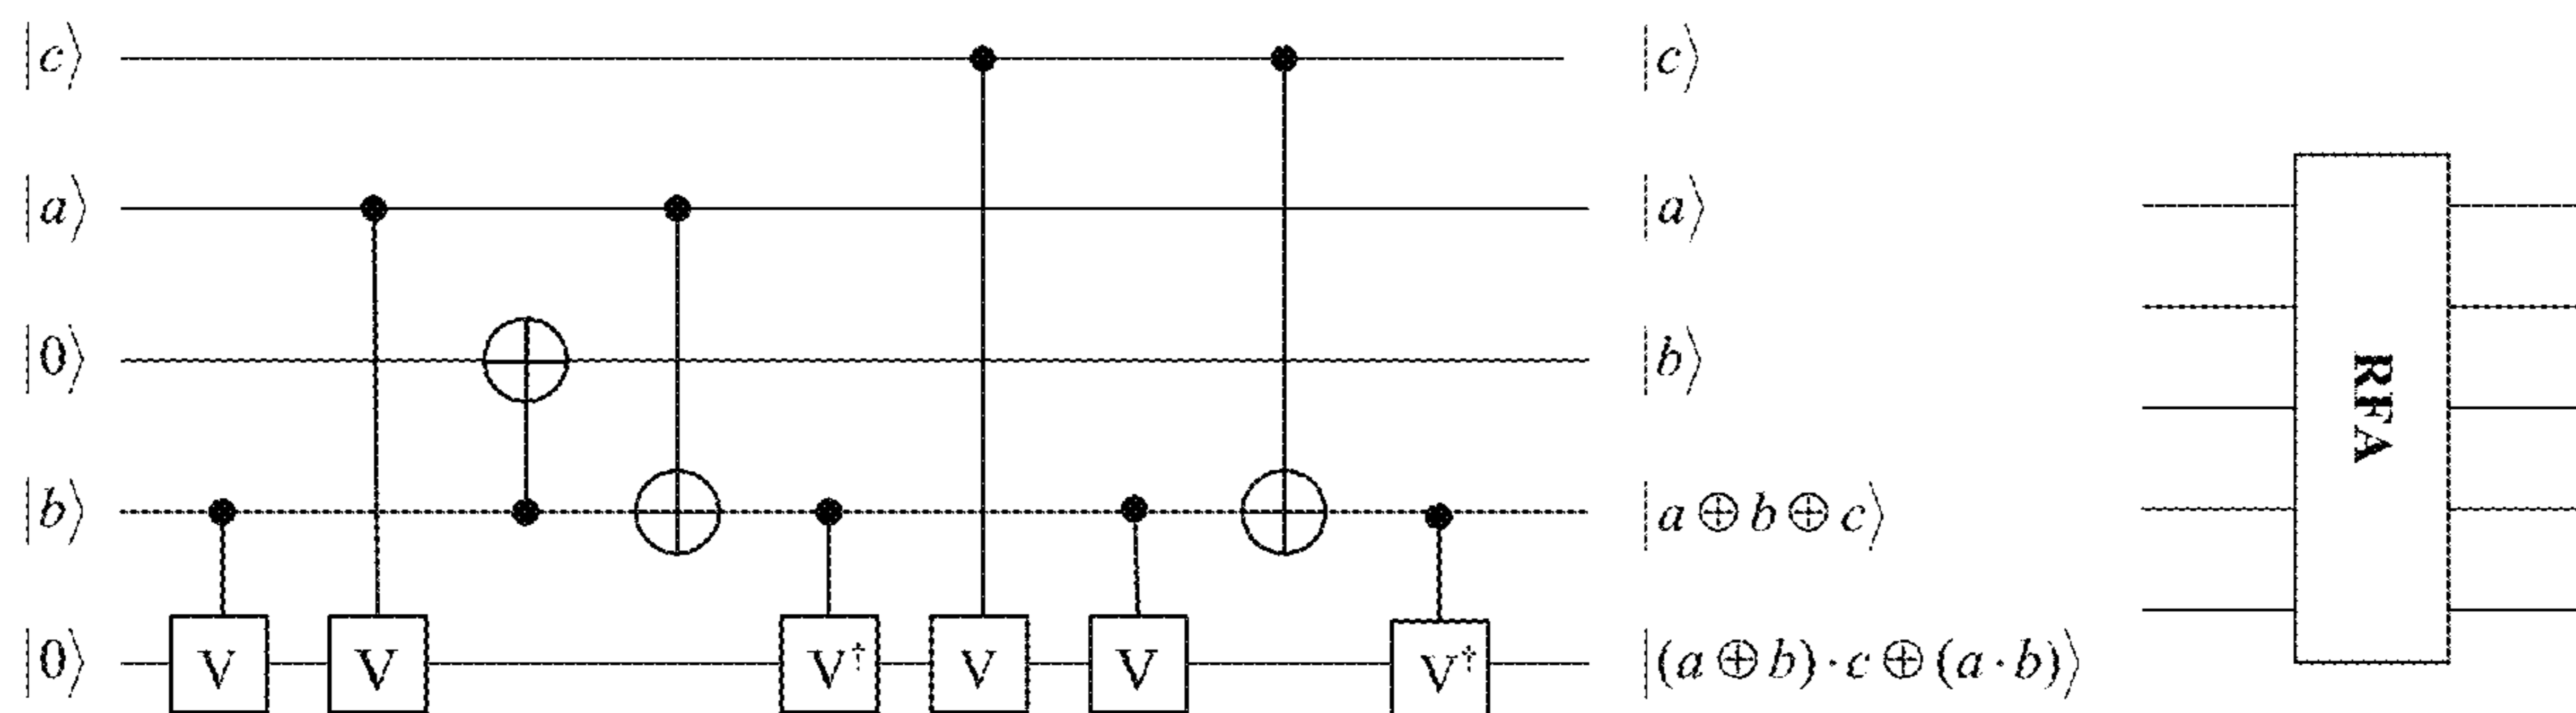 |c⟩ |c⟩
|a⟩ |a⟩
|0⟩ |b⟩
|b⟩ |a ⊕ b ⊕ c⟩
|0⟩ V V V† V V V† |(a ⊕ b) · c ⊕ (a · b)⟩
RFA